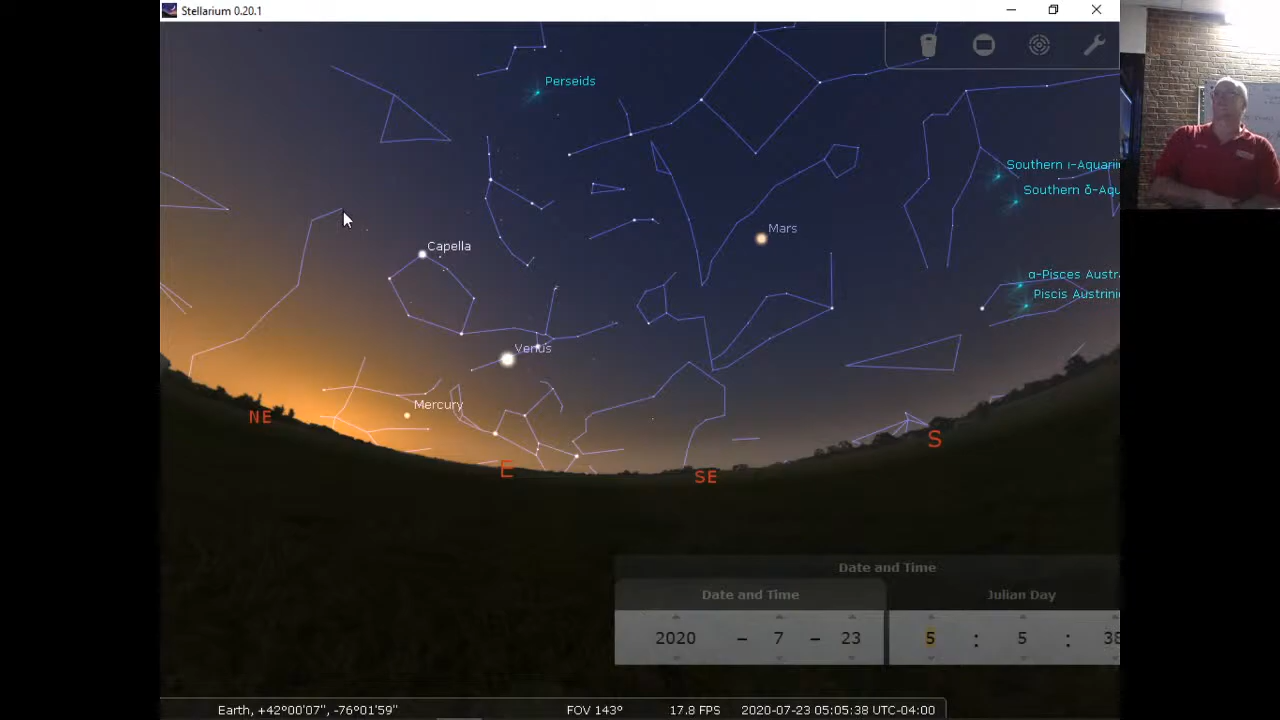 Stellarium 0.20.1
Perseids
Southern ι-Aquari
Southern δ-Aqu
Mars
Capella
α-Pisces Austr
Piscis Austrini
Venus
Mercury
NE
E
SE
S
Date and Time
Date and Time
Julian Day
2020 - 7 - 23
5 : 5 : 38
Earth, +42°00'07", -76°01'59"
FOV 143°
17.8 FPS
2020-07-23 05:05:38 UTC-04:00